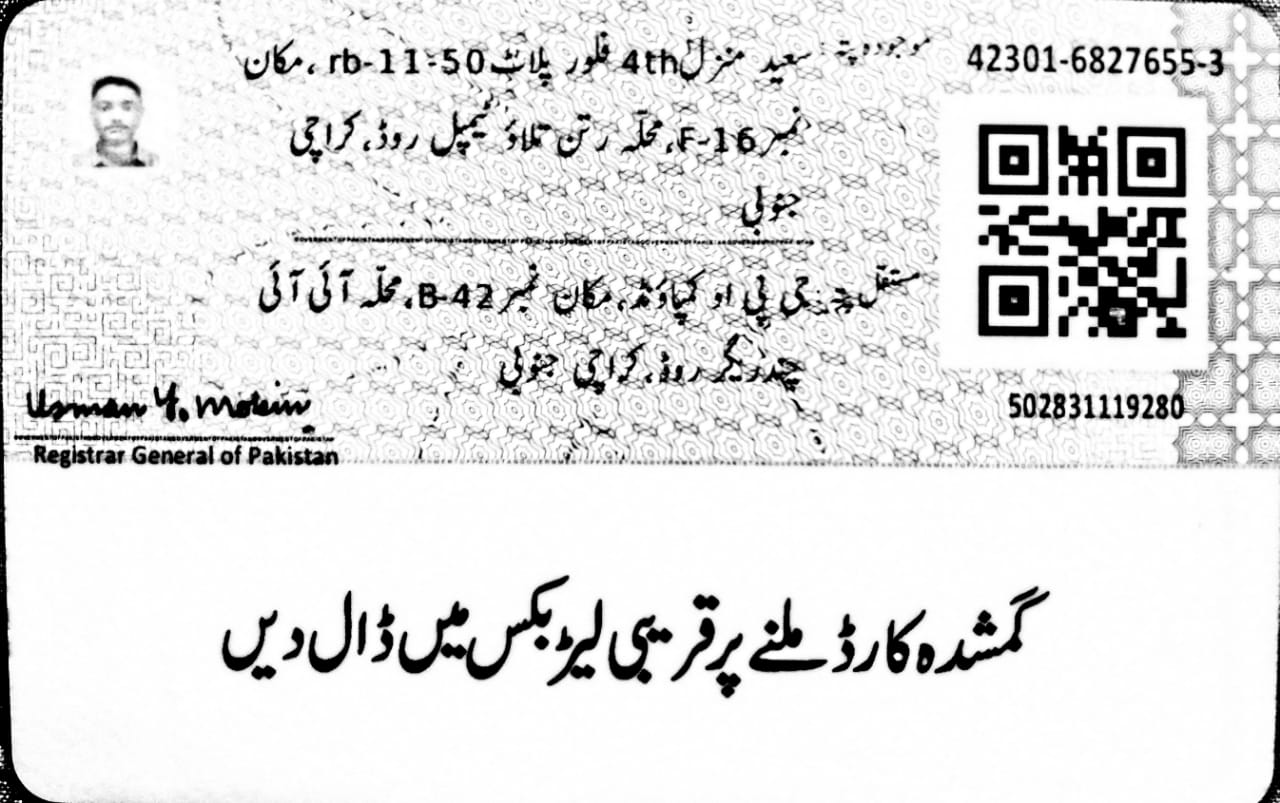 42301-6827655-3
موجودہ پتہ: سعید منزل 4th فلور پلاٹ rb-11-50، مکان
نمبر F-16، محلّہ رتن تلاؤ ٹیمپل روڈ، کراچی
جنوبی
مستقل پتہ: جی پی او کمپاؤنڈ، مکان نمبر B-42، محلّہ آئی آئی
چندریگر روڈ، کراچی جنوبی
502831119280
Usman Y. Mobin
Registrar General of Pakistan
گمشدہ کارڈ ملنے پر قریبی لیٹر بکس میں ڈال دیں